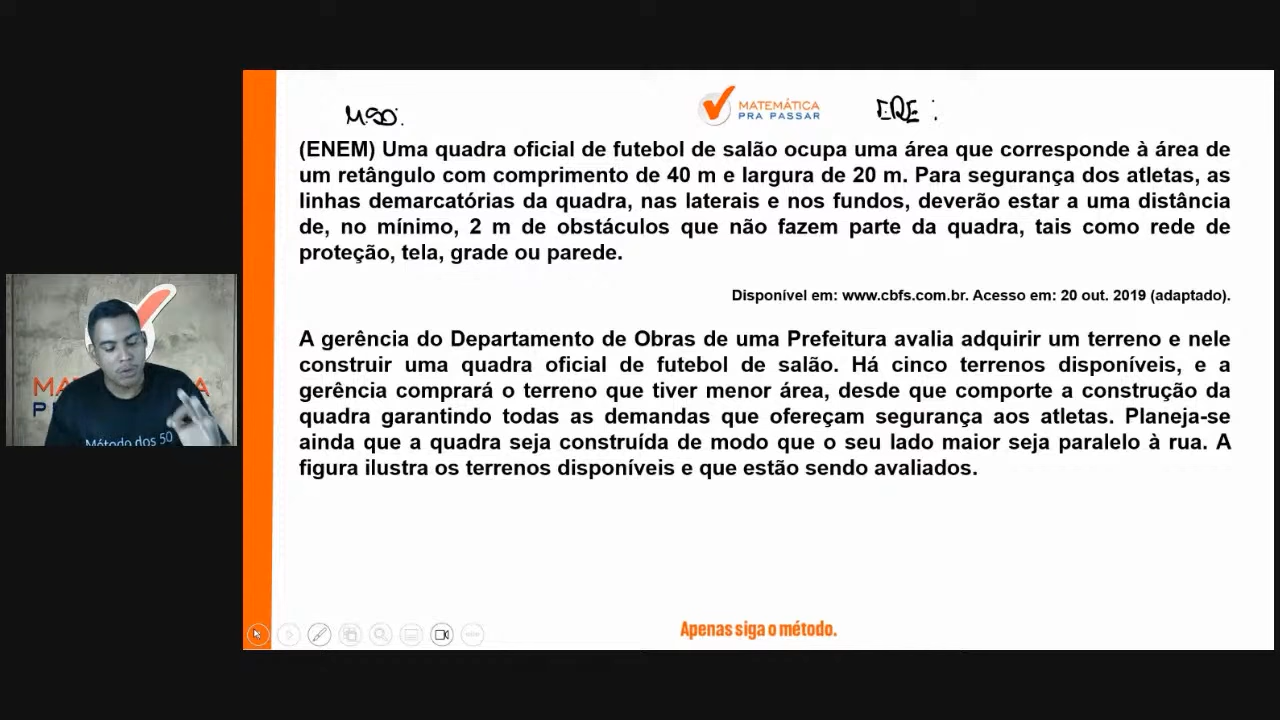 MSD:
MATEMÁTICA
PRA PASSAR
EQE :
(ENEM) Uma quadra oficial de futebol de salão ocupa uma área que corresponde à área de
um retângulo com comprimento de 40 m e largura de 20 m. Para segurança dos atletas, as
linhas demarcatórias da quadra, nas laterais e nos fundos, deverão estar a uma distância
de, no mínimo, 2 m de obstáculos que não fazem parte da quadra, tais como rede de
proteção, tela, grade ou parede.
Disponível em: www.cbfs.com.br. Acesso em: 20 out. 2019 (adaptado).
A gerência do Departamento de Obras de uma Prefeitura avalia adquirir um terreno e nele
construir uma quadra oficial de futebol de salão. Há cinco terrenos disponíveis, e a
gerência comprará o terreno que tiver menor área, desde que comporte a construção da
quadra garantindo todas as demandas que ofereçam segurança aos atletas. Planeja-se
ainda que a quadra seja construída de modo que o seu lado maior seja paralelo à rua. A
figura ilustra os terrenos disponíveis e que estão sendo avaliados.
Método dos 50
Apenas siga o método.